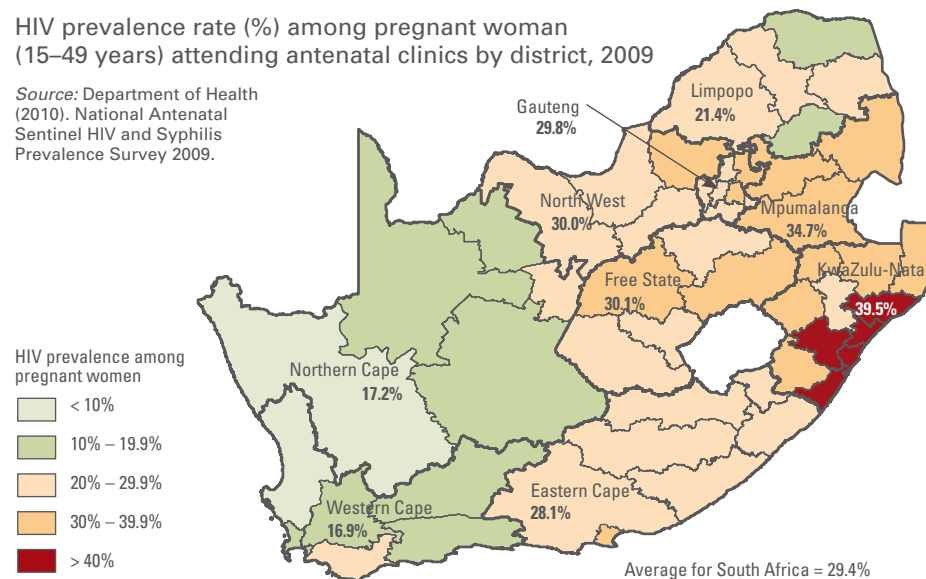 HIV prevalence rate (%) among pregnant woman
(15–49 years) attending antenatal clinics by district, 2009
Source: Department of Health
(2010). National Antenatal
Sentinel HIV and Syphilis
Prevalence Survey 2009.
Limpopo
21.4%
Gauteng
29.8%
North West
30.0%
Mpumalanga
34.7%
KwaZulu-Natal
39.5%
Free State
30.1%
Northern Cape
17.2%
Eastern Cape
28.1%
Western Cape
16.9%
HIV prevalence among
pregnant women
< 10%
10% – 19.9%
20% – 29.9%
30% – 39.9%
> 40%
Average for South Africa = 29.4%